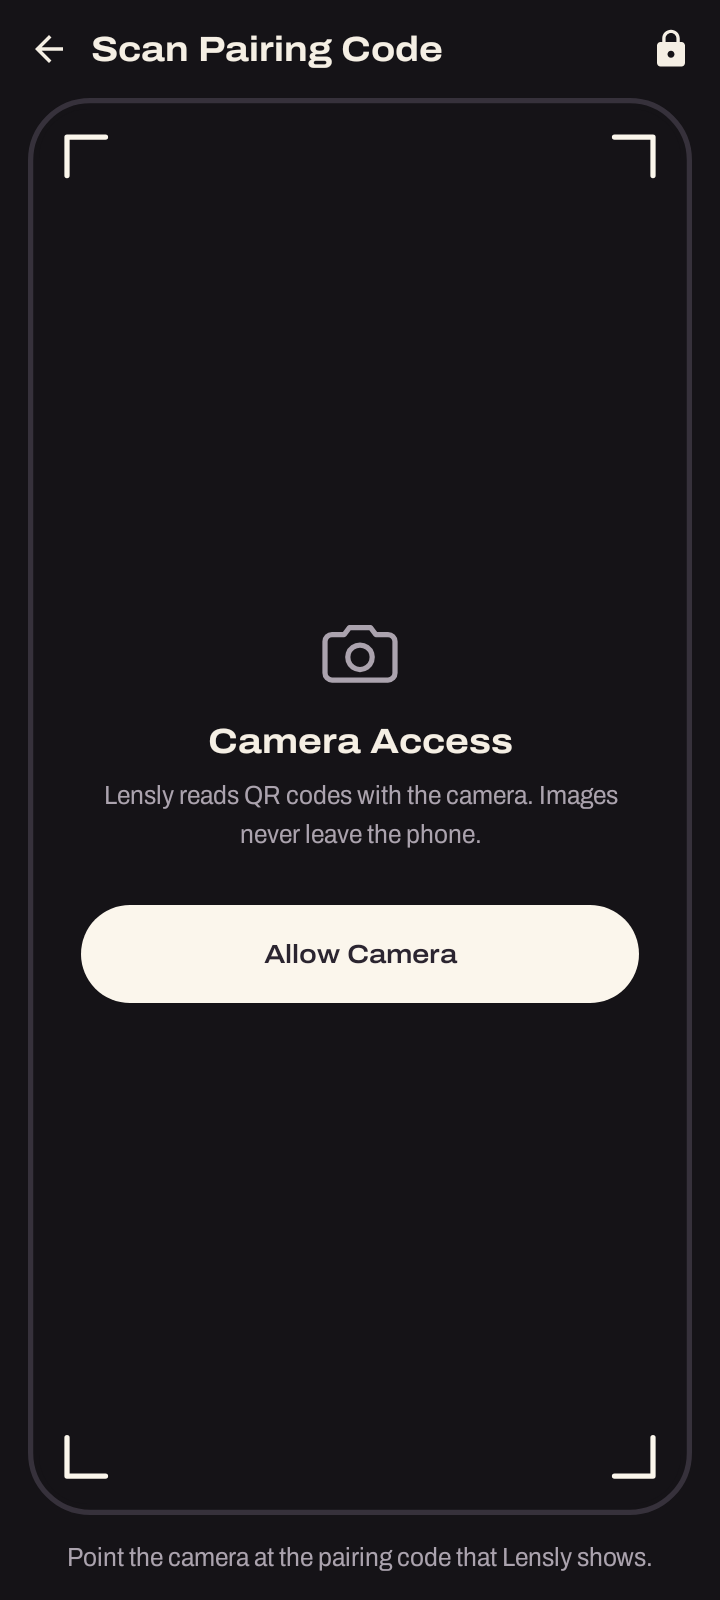 Scan Pairing Code
Camera Access
Lensly reads QR codes with the camera. Images
never leave the phone.
Allow Camera
Point the camera at the pairing code that Lensly shows.